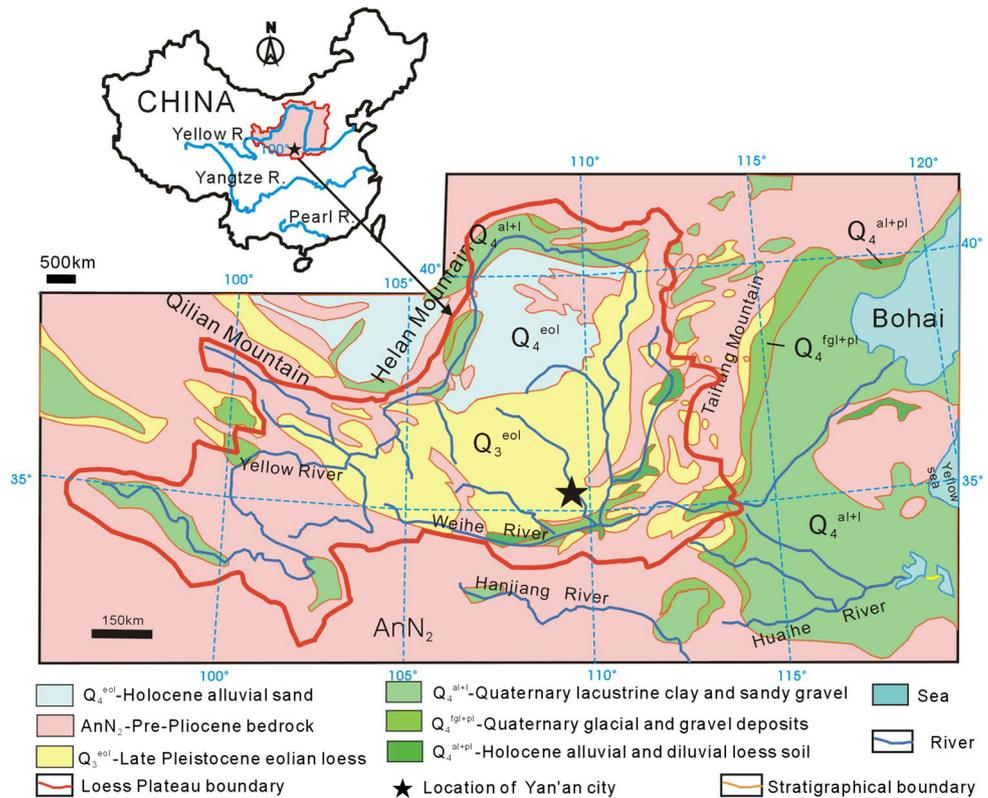 N
CHINA
Yellow R.
100°
Yangtze R.
Pearl R.
500km
110°
115°
120°
100°
105°
40°
40°
Q₄ᵃˡ⁺ˡ
Q₄ᵃˡ⁺ᵖˡ
Qilian Mountain
Helan Mountain
Q₄ᵉᵒˡ
Taihang Mountain
Q₄ᶠᵍˡ⁺ᵖˡ
Bohai
Q₃ᵉᵒˡ
35°
Yellow River
Yellow
sea
35°
Weihe River
Q₄ᵃˡ⁺ˡ
Hanjiang River
Huaihe River
150km
AnN₂
100°
105°
110°
115°
Q₄ᵉᵒˡ-Holocene alluvial sand
AnN₂-Pre-Pliocene bedrock
Q₃ᵉᵒˡ-Late Pleistocene eolian loess
Loess Plateau boundary
Q₄ᵃˡ⁺ˡ-Quaternary lacustrine clay and sandy gravel
Q₄ᶠᵍˡ⁺ᵖˡ-Quaternary glacial and gravel deposits
Q₄ᵃˡ⁺ᵖˡ-Holocene alluvial and diluvial loess soil
Location of Yan'an city
Sea
River
Stratigraphical boundary